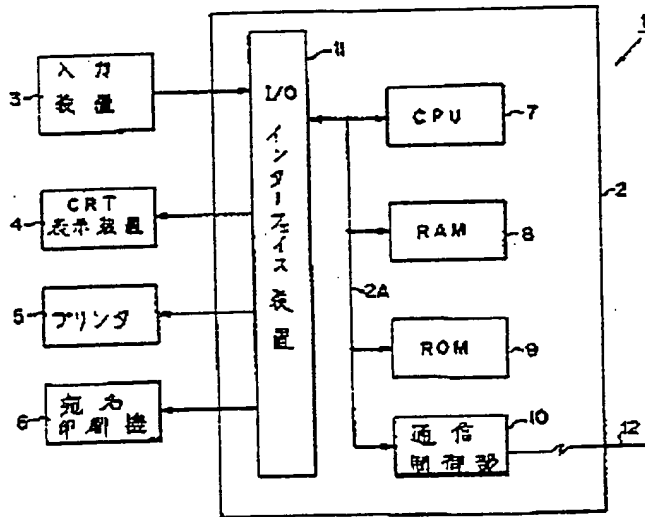 1
11
入力
装置
3
I/O
インターフェイス装置
CPU
7
2
CRT
表示装置
4
RAM
8
2A
プリンタ
5
ROM
9
宛名
印刷機
6
通信
制御部
10
12